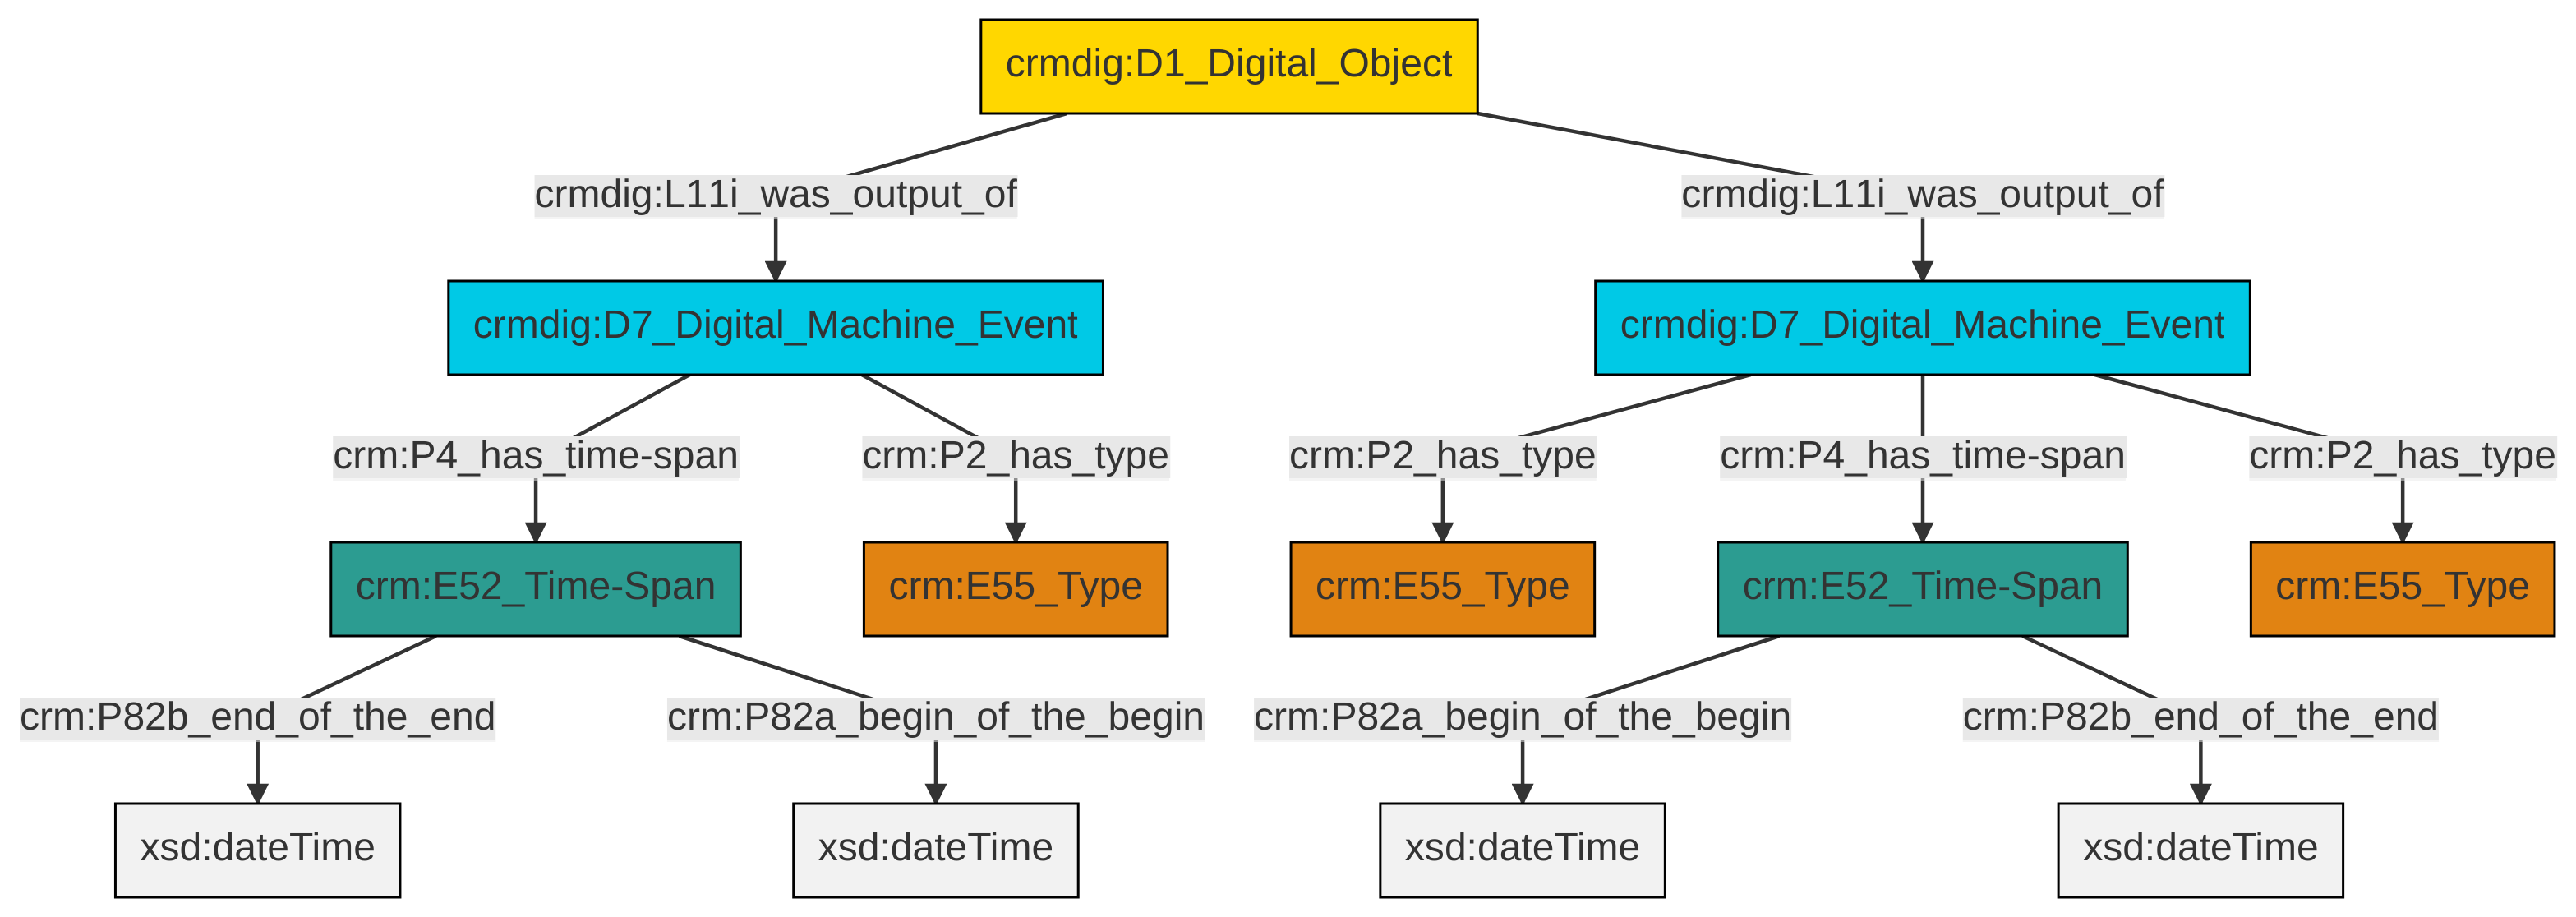 crmdig:D1_Digital_Object
crmdig:L11i_was_output_of
crmdig:L11i_was_output_of
crmdig:D7_Digital_Machine_Event
crmdig:D7_Digital_Machine_Event
crm:P4_has_time-span
crm:P2_has_type
crm:P2_has_type
crm:P4_has_time-span
crm:P2_has_type
crm:E52_Time-Span
crm:E55_Type
crm:E55_Type
crm:E52_Time-Span
crm:E55_Type
crm:P82b_end_of_the_end
crm:P82a_begin_of_the_begin
crm:P82a_begin_of_the_begin
crm:P82b_end_of_the_end
xsd:dateTime
xsd:dateTime
xsd:dateTime
xsd:dateTime